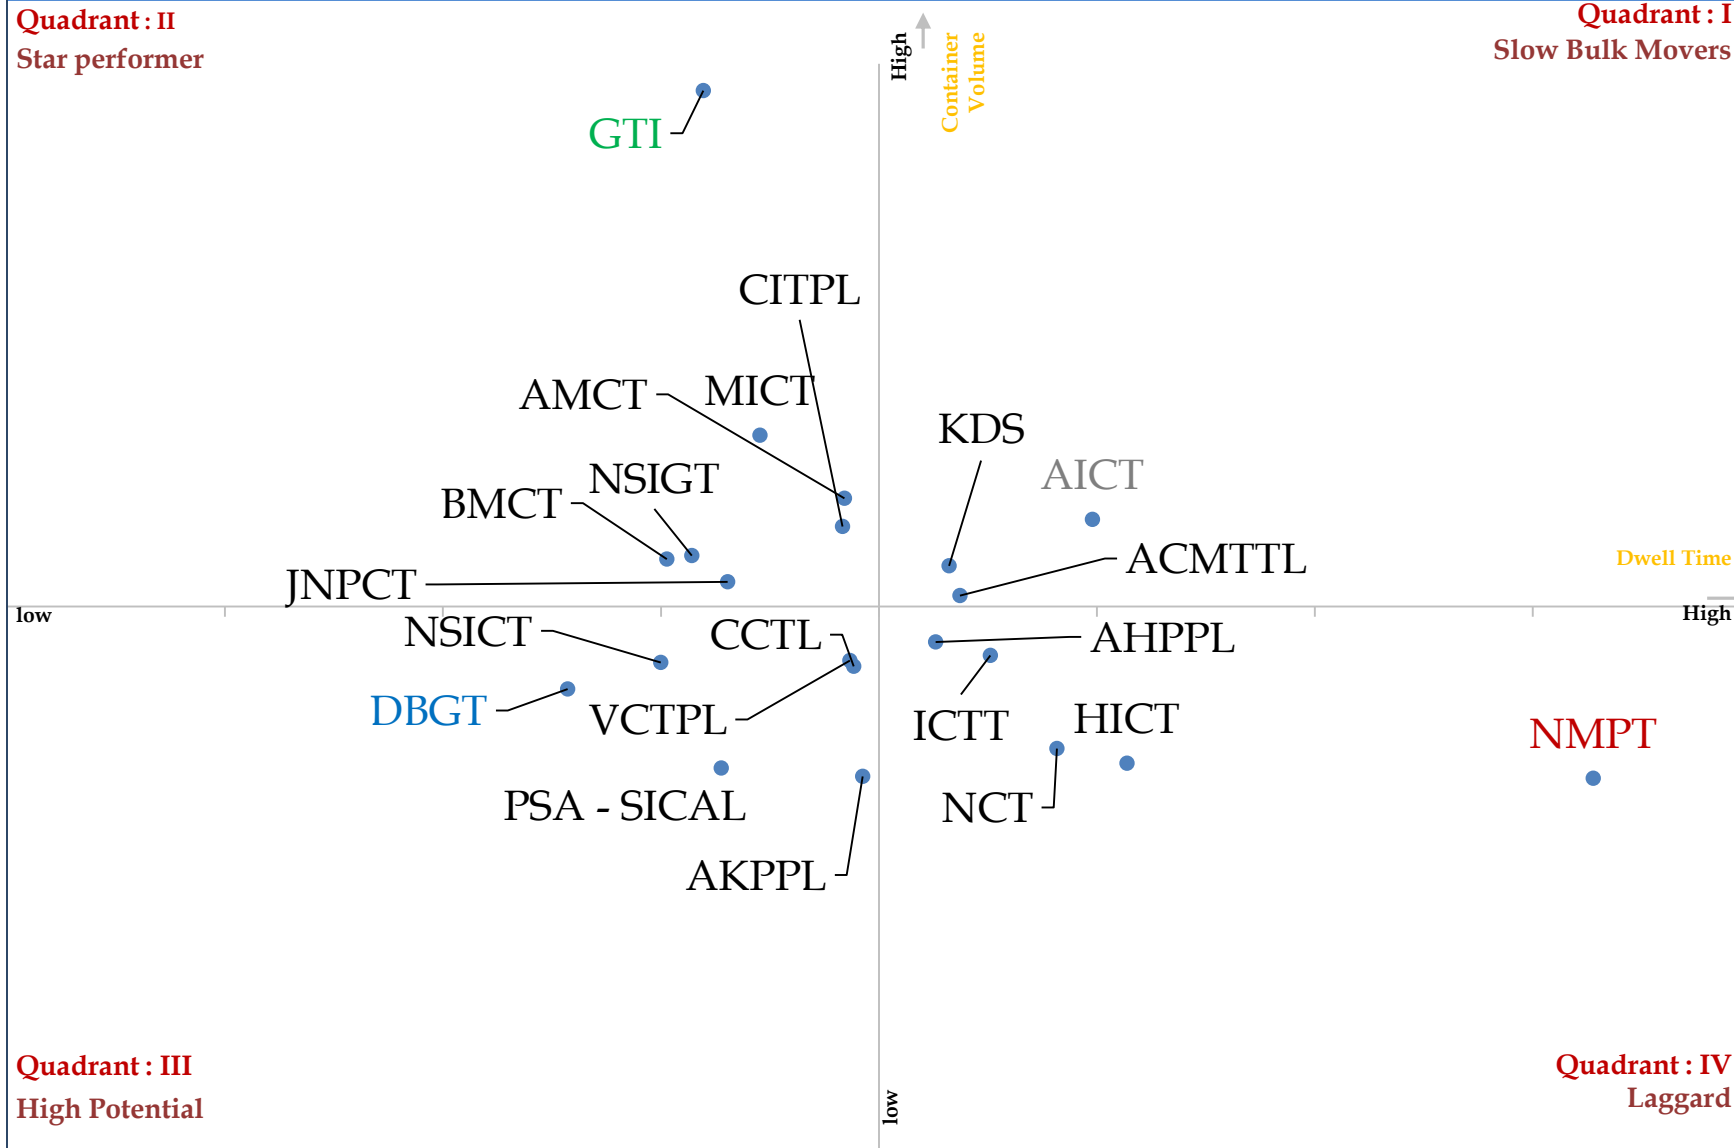 Quadrant : II
Star performer
Quadrant : I
Slow Bulk Movers
High
Container
Volume
GTI
CITPL
AMCT
MICT
KDS
AICT
NSIGT
BMCT
ACMTTL
Dwell Time
JNPCT
low
High
NSICT
CCTL
AHPPL
DBGT
VCTPL
ICTT
HICT
NMPT
PSA - SICAL
NCT
AKPPL
Quadrant : III
High Potential
low
Quadrant : IV
Laggard